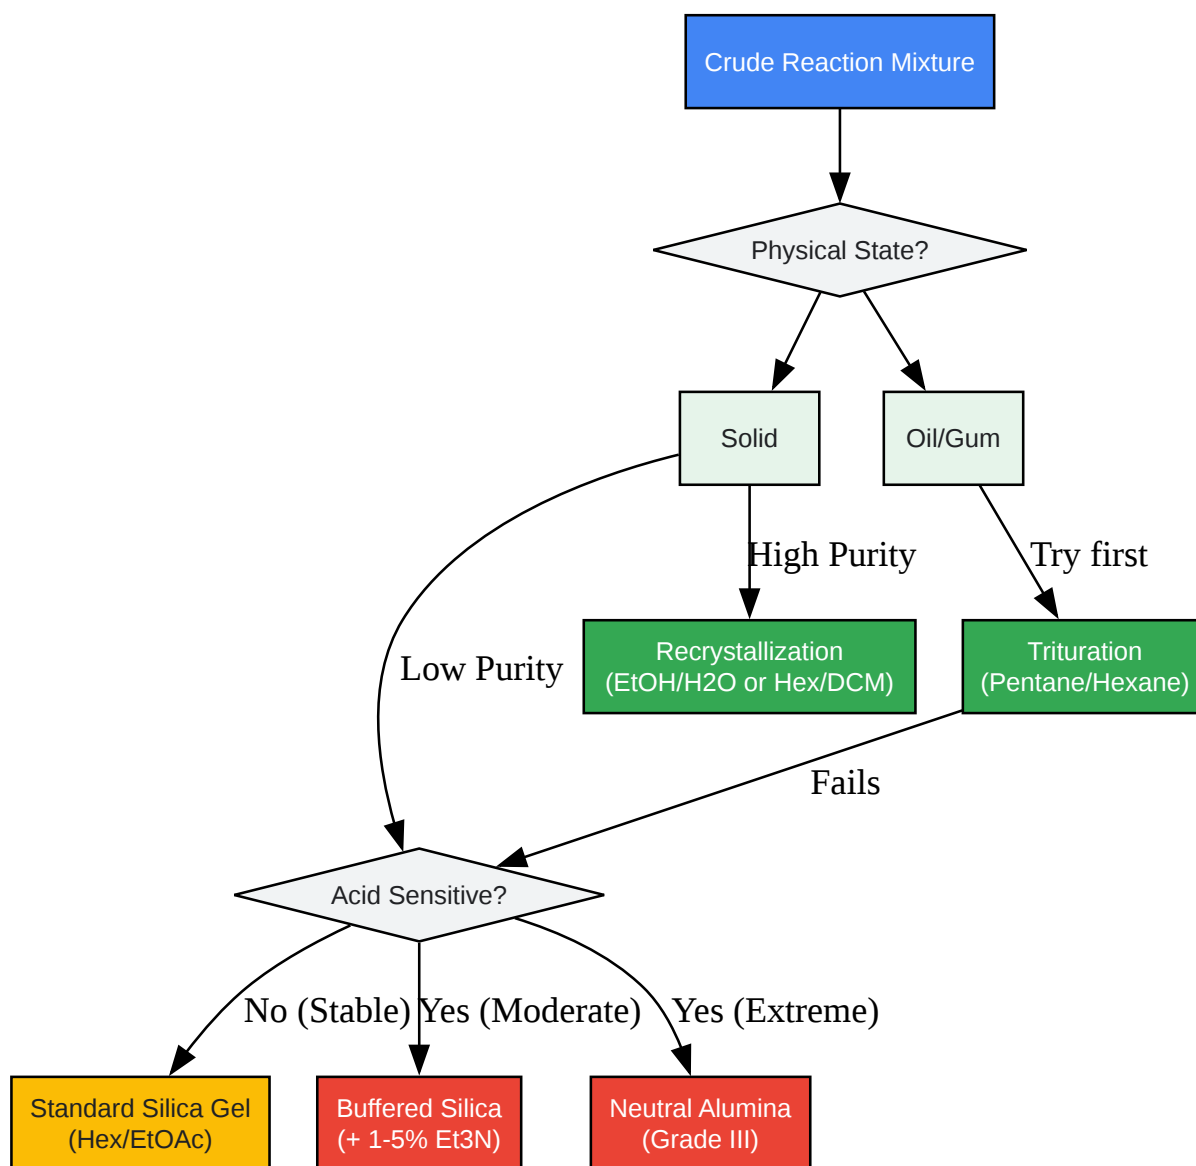 Crude Reaction Mixture
Physical State?
Solid
Oil/Gum
High Purity
Try first
Recrystallization
(EtOH/H2O or Hex/DCM)
Trituration
(Pentane/Hexane)
Low Purity
Fails
Acid Sensitive?
No (Stable)
Yes (Moderate)
Yes (Extreme)
Standard Silica Gel
(Hex/EtOAc)
Buffered Silica
(+ 1-5% Et3N)
Neutral Alumina
(Grade III)